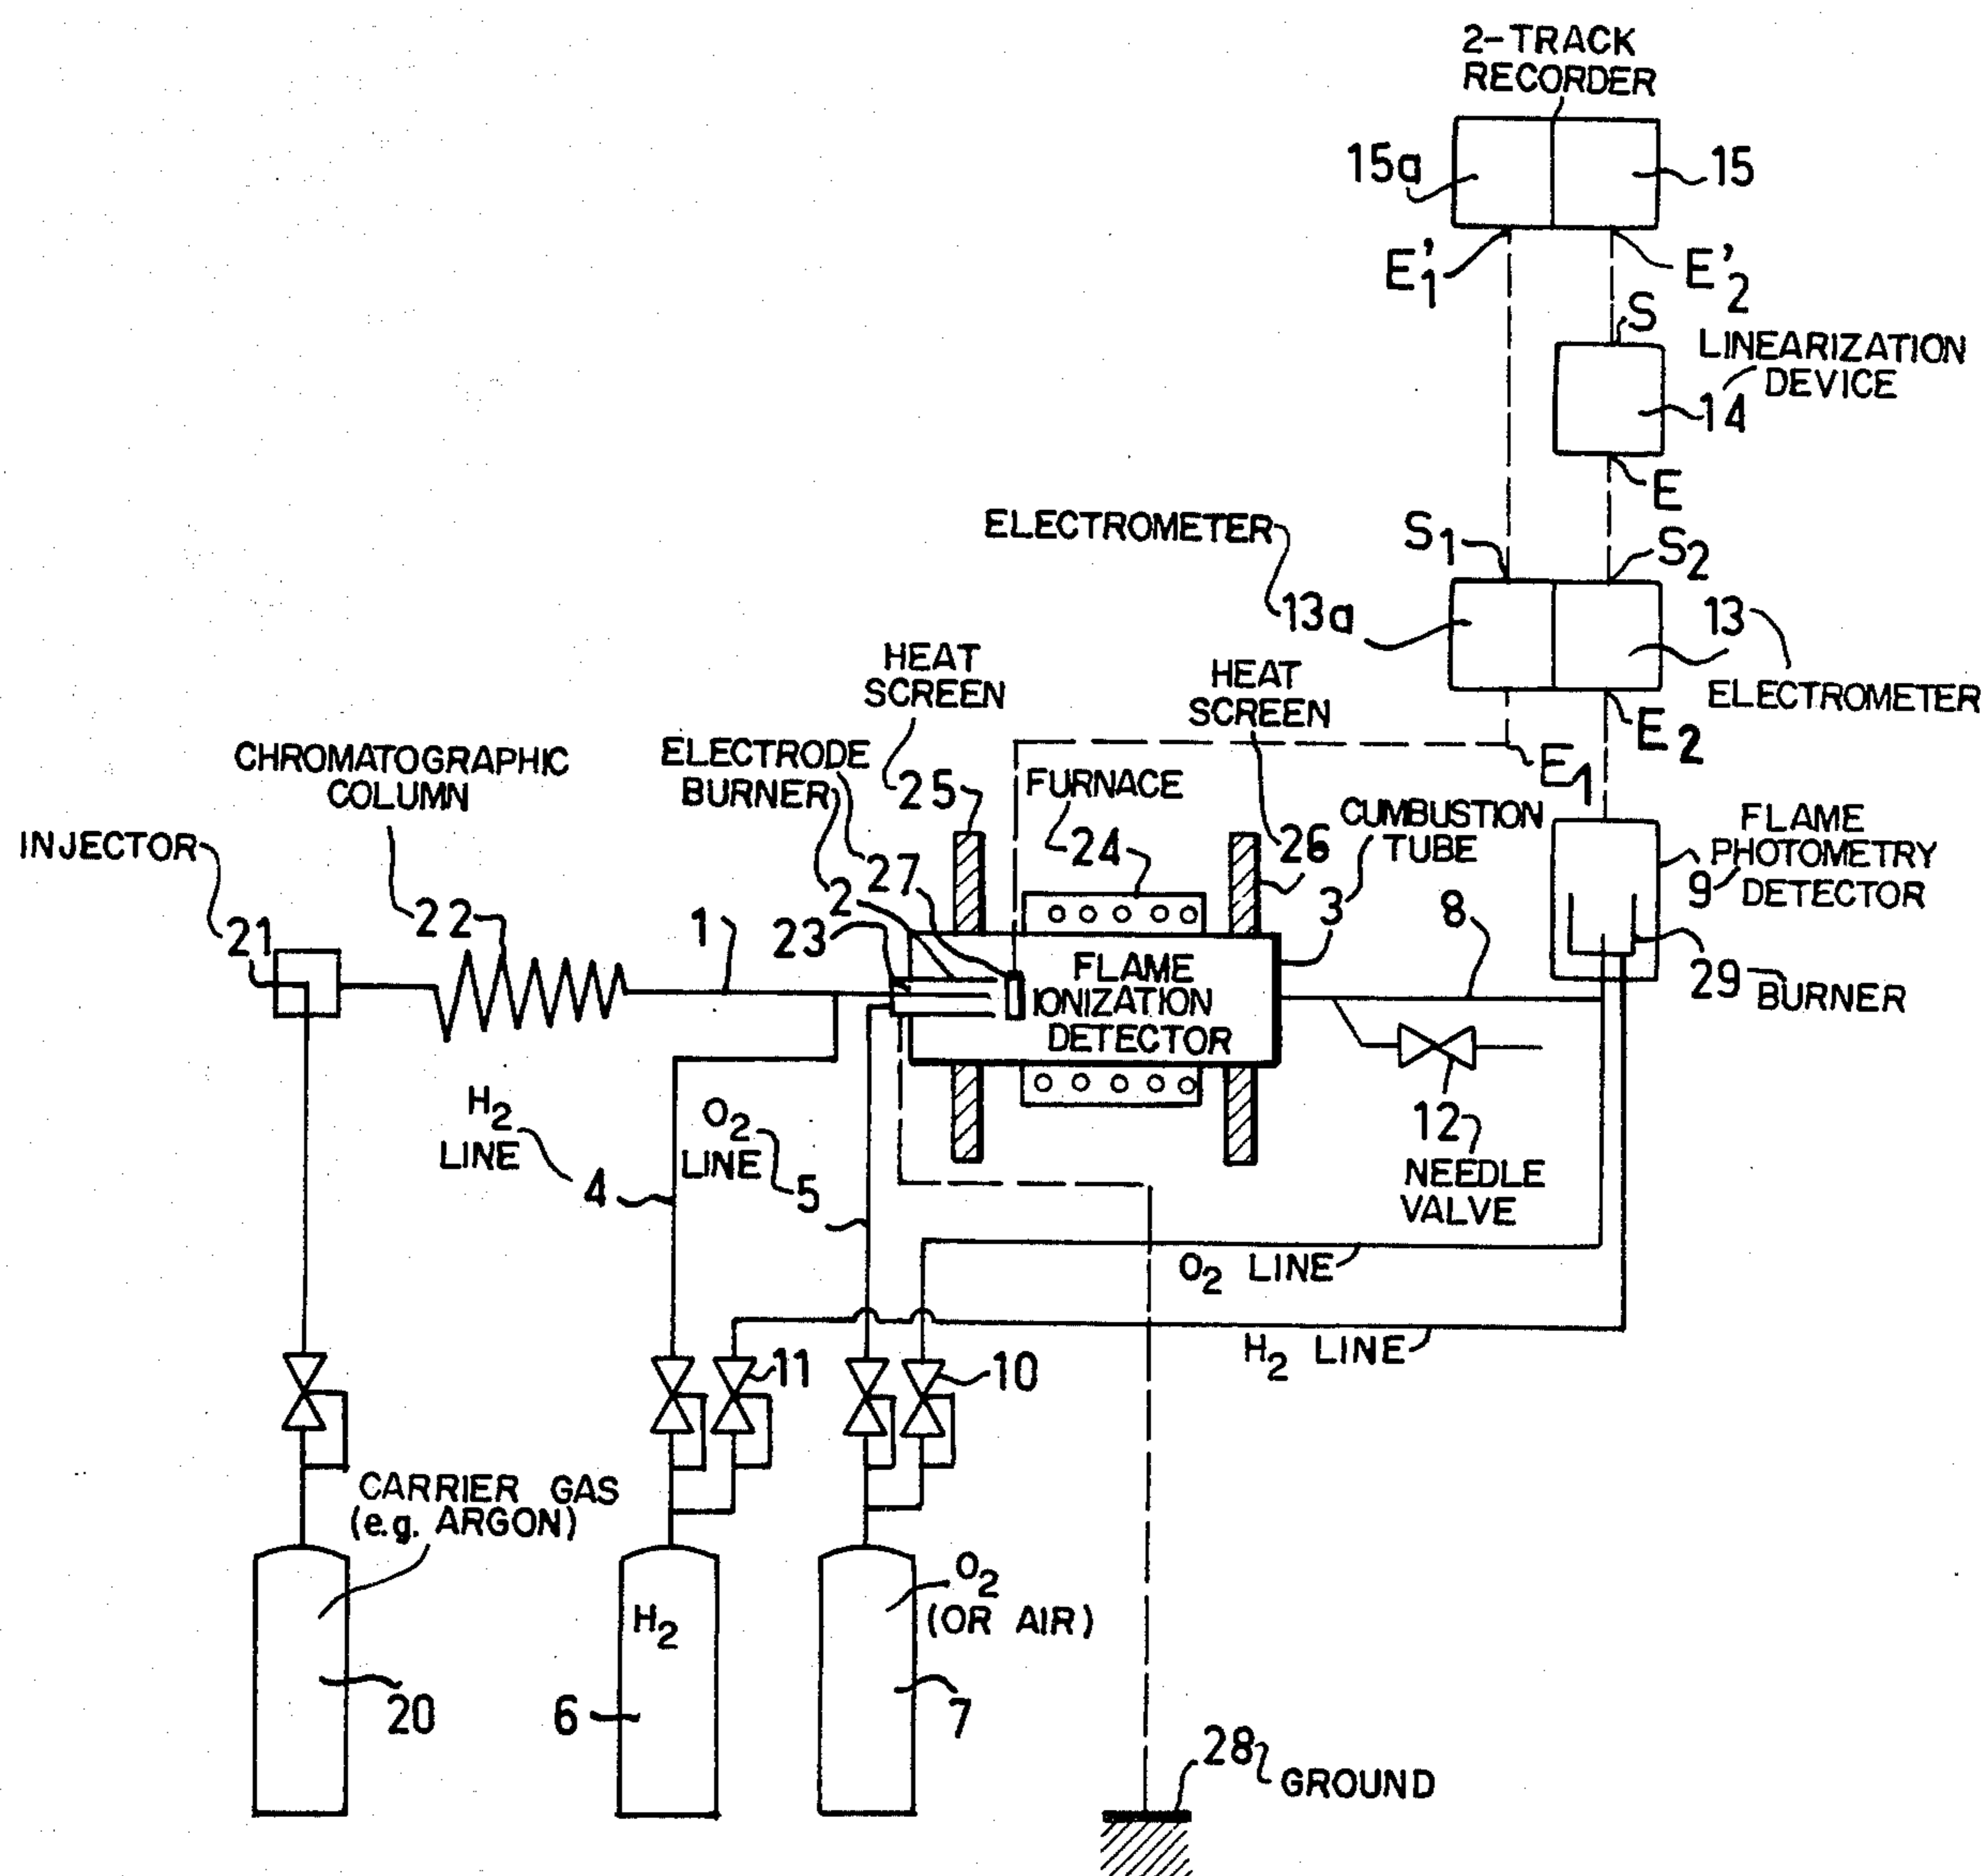 2-TRACK
RECORDER
15a
15
E'1
E'2
S
LINEARIZATION
DEVICE
14
E
ELECTROMETER
S1
S2
13a
13
ELECTROMETER
HEAT
SCREEN
HEAT
SCREEN
E2
E1
ELECTRODE
BURNER
25
FURNACE
24
26
CUMBUSTION
TUBE
3
FLAME
PHOTOMETRY
9
DETECTOR
CHROMATOGRAPHIC
COLUMN
INJECTOR
21
22
1
23
2
27
FLAME
IONIZATION
DETECTOR
8
29
BURNER
H2
LINE
4
O2
LINE
5
12
NEEDLE
VALVE
O2 LINE
H2 LINE
11
10
CARRIER GAS
(e.g. ARGON)
H2
O2
(OR AIR)
20
6
7
28
GROUND